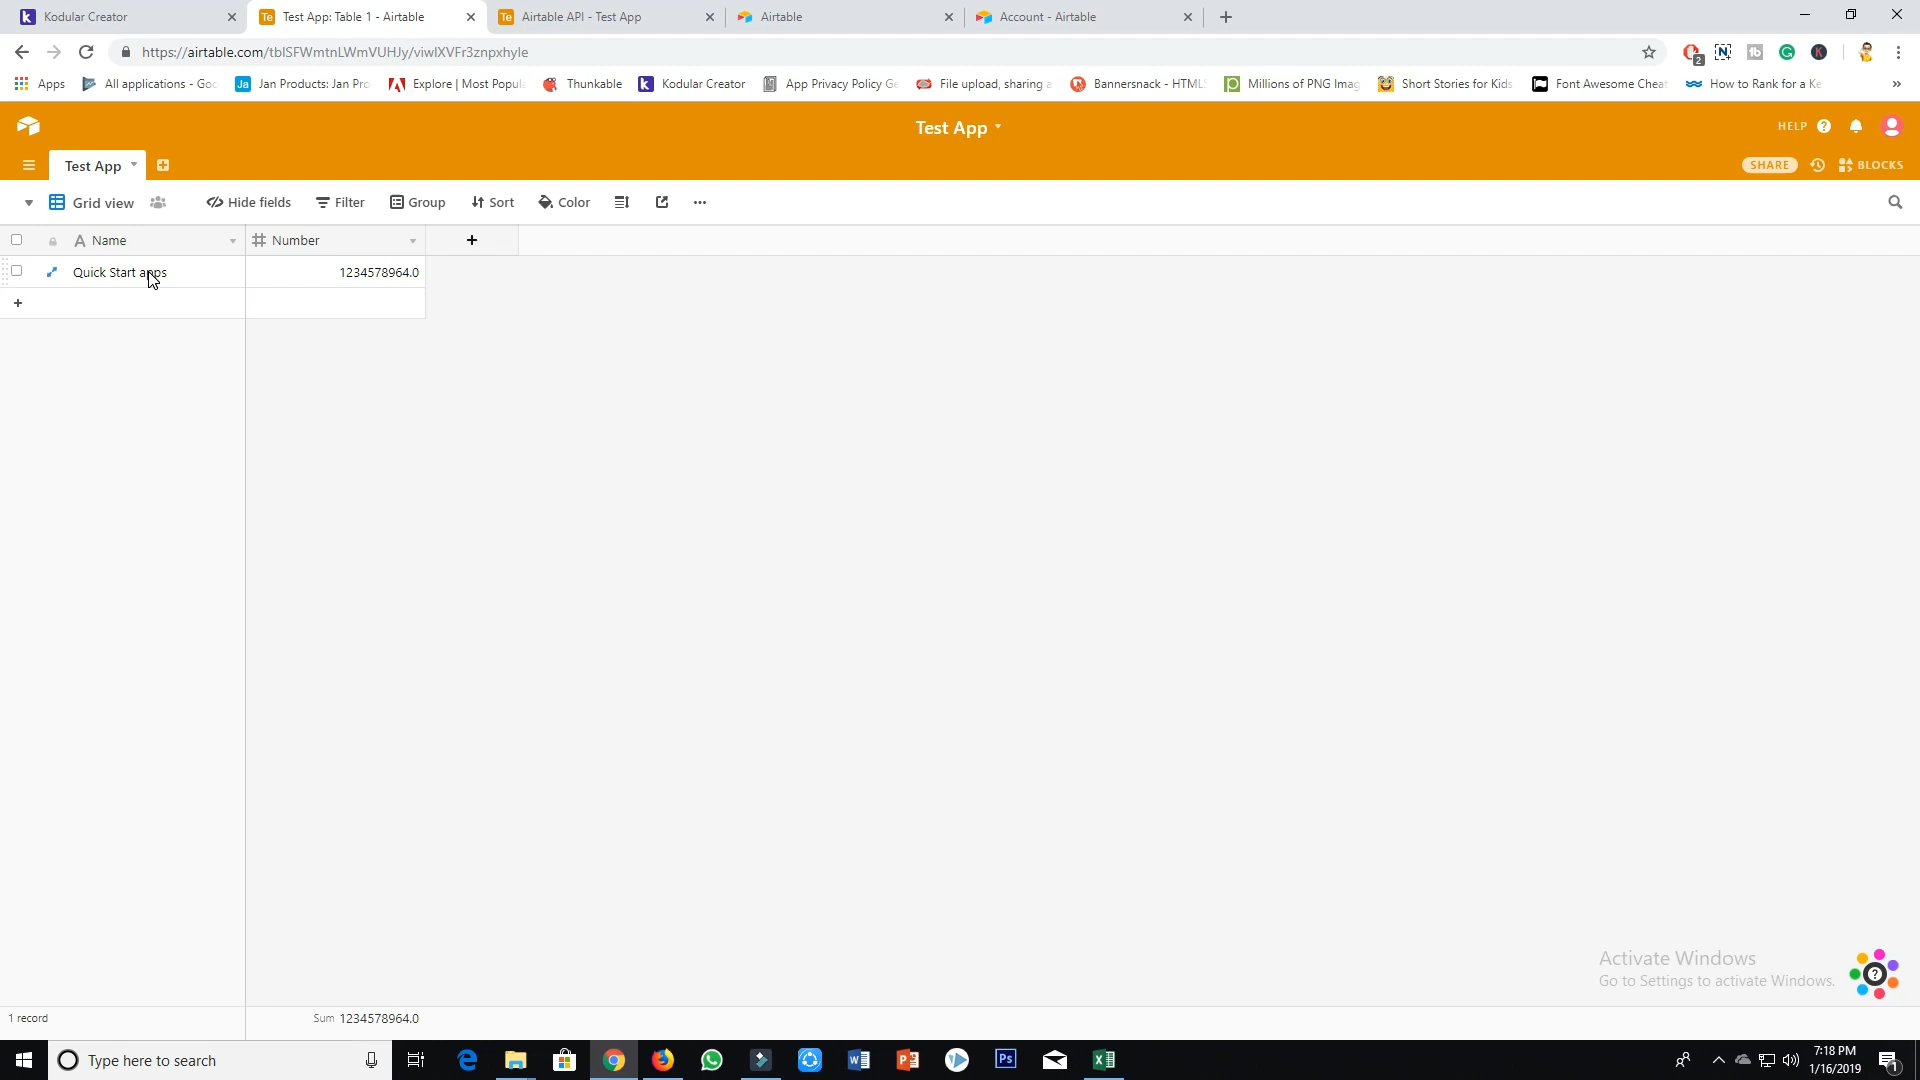 Kodular Creator
Test App: Table 1 - Airtable
Airtable API - Test App
Airtable
Account - Airtable
https://airtable.com/tblSFWmtnLWmVUHJy/viwIXVFr3znpxhyle
2
Apps
All applications - Goo
Jan Products: Jan Pro
Explore | Most Popula
Thunkable
Kodular Creator
App Privacy Policy Ge
File upload, sharing a
Bannersnack - HTML5
Millions of PNG Imag
Short Stories for Kids
Font Awesome Cheat
How to Rank for a Ke
Test App
HELP
Test App
SHARE
BLOCKS
Grid view
Hide fields
Filter
Group
Sort
Color
Name
Number
Quick Start apps
1234578964.0
Activate Windows
Go to Settings to activate Windows.
1 record
Sum 1234578964.0
Type here to search
7:18 PM
1/16/2019
1